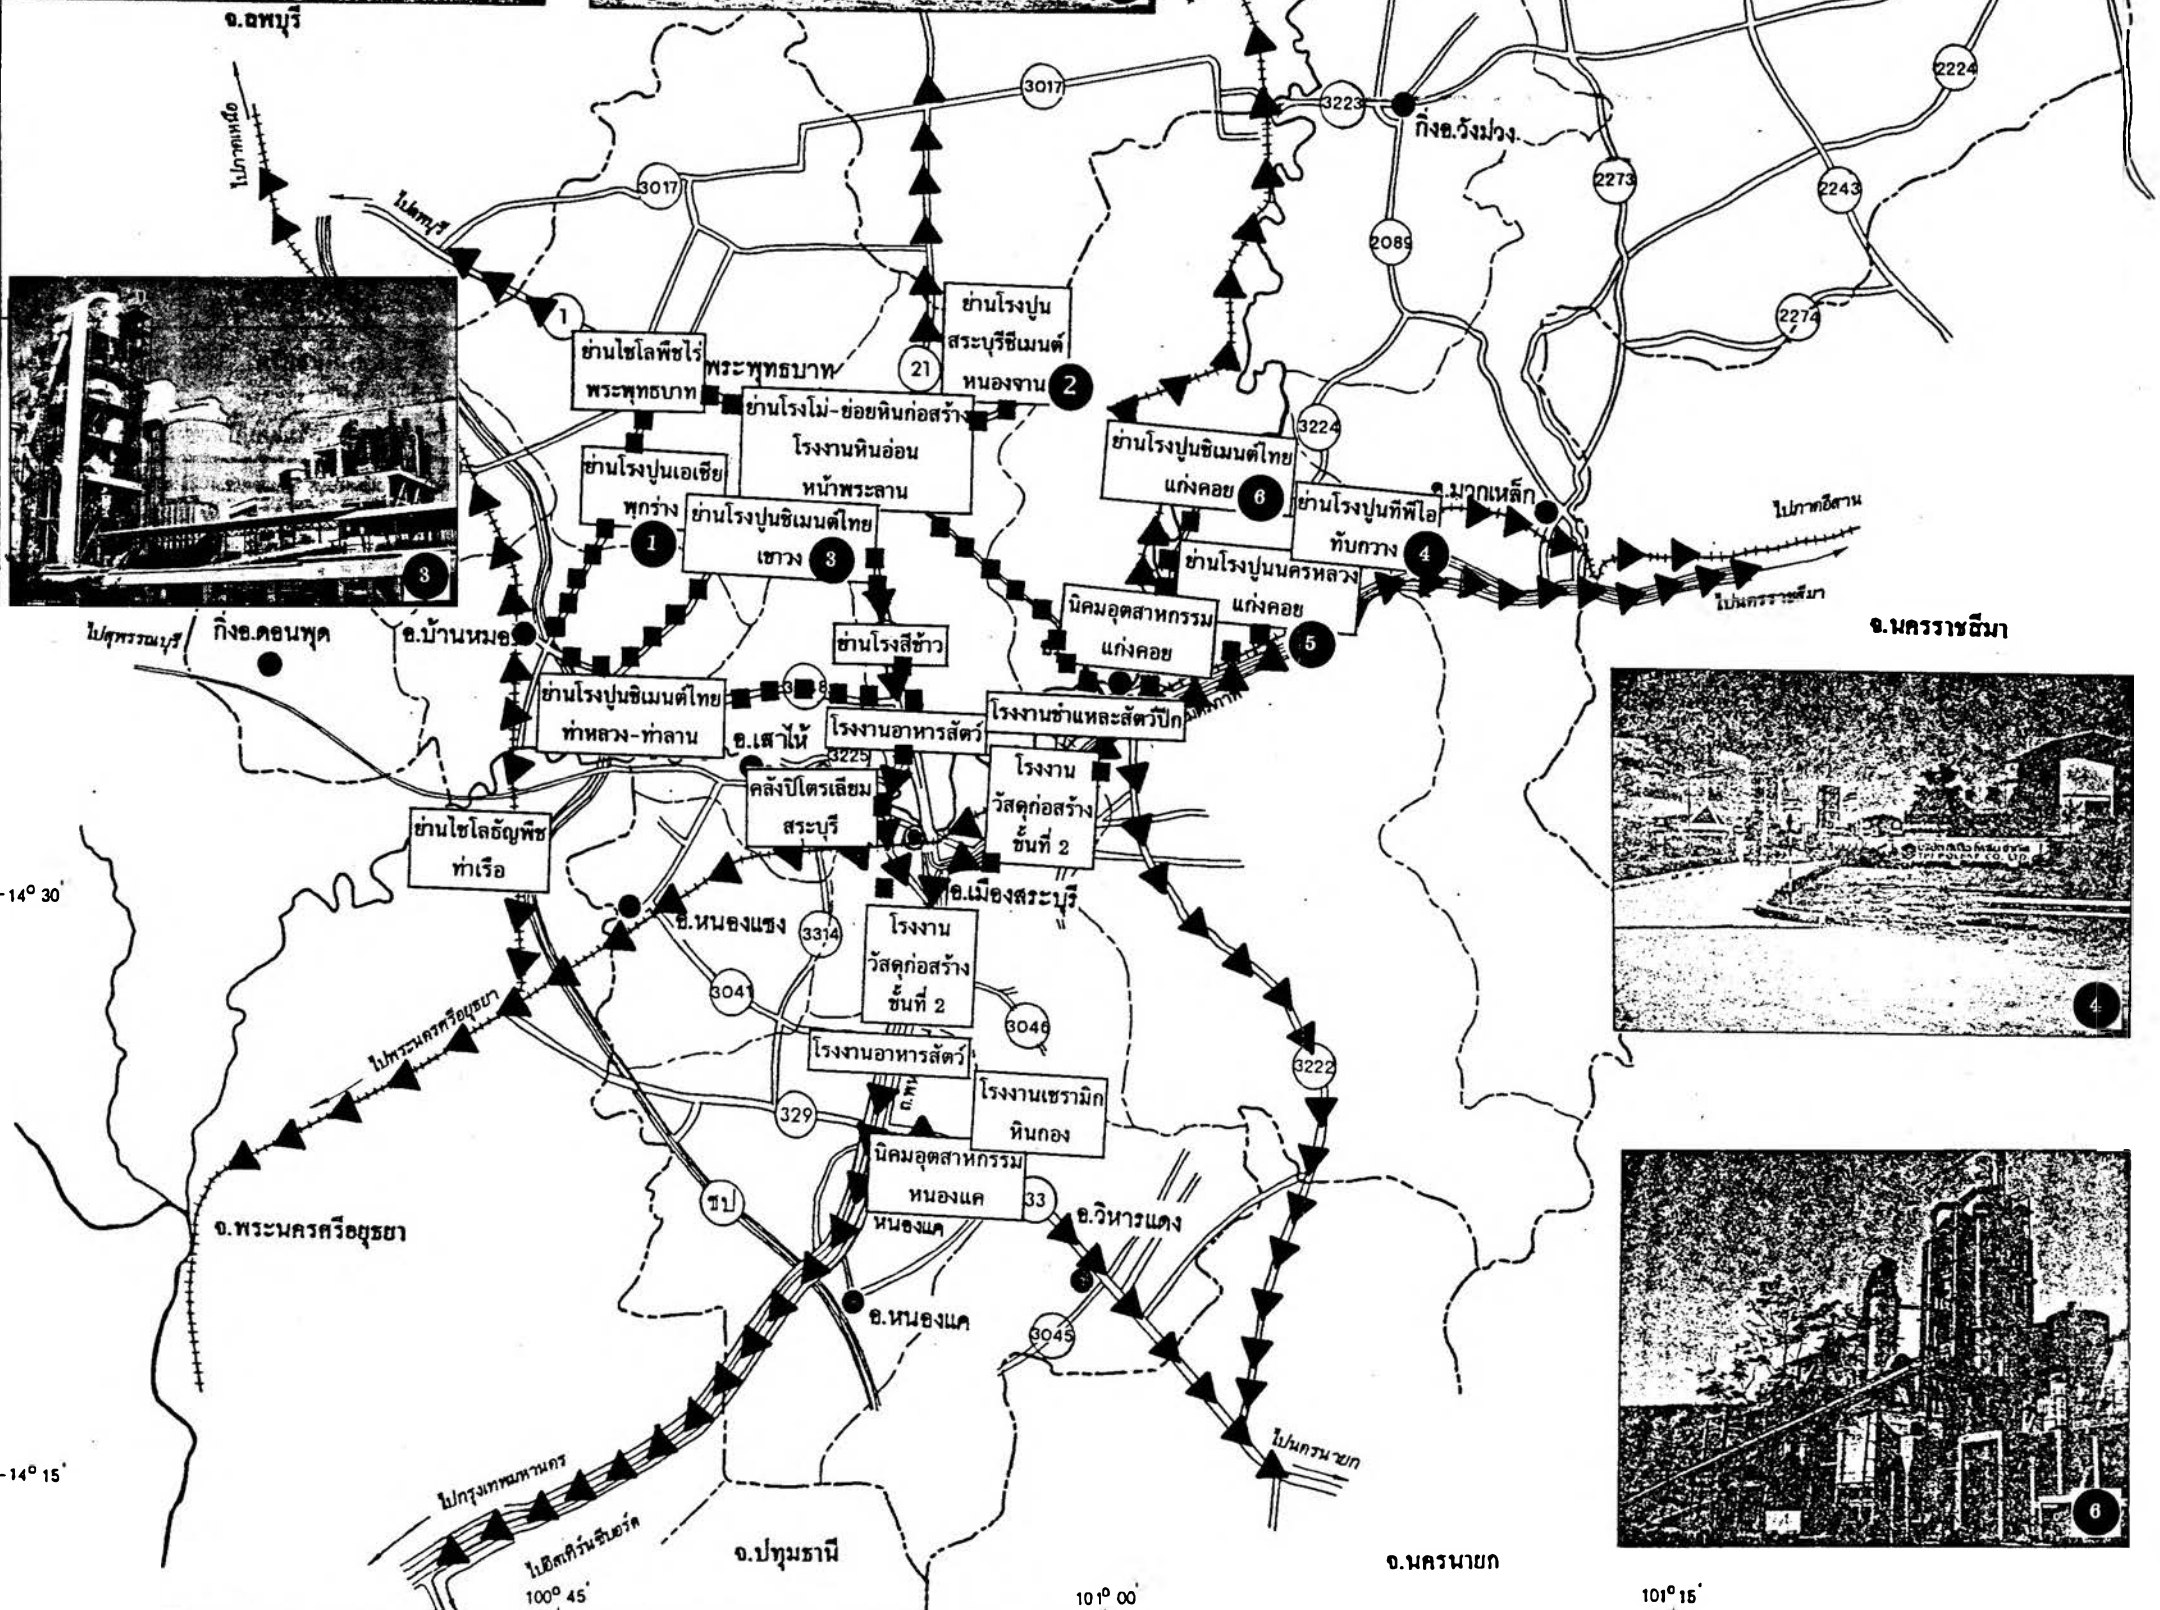 จ.ลพบุรี
ไปภาคเหนือ
ไปลพบุรี
3017
3017
3223
กิ่งอ.วังม่วง
2224
2273
2243
2089
2274
1
21
ย่านโรงปูน
สระบุรีซีเมนต์
หนองจาน
2
ย่านไซโลพืชไร่
พระพุทธบาท
พระพุทธบาท
ย่านโรงโม่-ย่อยหินก่อสร้าง
โรงงานหินอ่อน
หน้าพระลาน
3224
ย่านโรงปูนซิเมนต์ไทย
แก่งคอย
6
ย่านโรงปูนเอเซีย
พุกร่าง
1
ย่านโรงปูนซิเมนต์ไทย
เขาวง
3
อ.มวกเหล็ก
ย่านโรงปูนทีพีไอ
ทับกวาง
4
ไปภาคอีสาน
ไปนครราชสีมา
จ.นครราชสีมา
ย่านโรงปูนนครหลวง
แก่งคอย
5
นิคมอุตสาหกรรม
แก่งคอย
3
ไปสุพรรณบุรี
กิ่งอ.ดอนพุด
อ.บ้านหมอ
ย่านโรงสีข้าว
ย่านโรงปูนซิเมนต์ไทย
ท่าหลวง-ท่าลาน
โรงงานอาหารสัตว์
โรงงานชำแหละสัตว์ปีก
อ.เสาไห้
3225
คลังปิโตรเลียม
สระบุรี
โรงงาน
วัสดุก่อสร้าง
ขั้นที่ 2
ย่านไซโลธัญพืช
ท่าเรือ
14° 30'
อ.เมืองสระบุรี
อ.หนองแซง
3314
โรงงาน
วัสดุก่อสร้าง
ขั้นที่ 2
3041
3046
4
ไปพระนครศรีอยุธยา
โรงงานอาหารสัตว์
3222
329
โรงงานเซรามิก
หินกอง
นิคมอุตสาหกรรม
หนองแค
33
หนองแค
ชป
อ.วิหารแดง
จ.พระนครศรีอยุธยา
อ.หนองแค
3045
14° 15'
ไปกรุงเทพมหานคร
ไปอีสเทิร์นซีบอร์ด
ไปนครนายก
6
จ.ปทุมธานี
จ.นครนายก
100° 45'
101° 00'
101° 15'